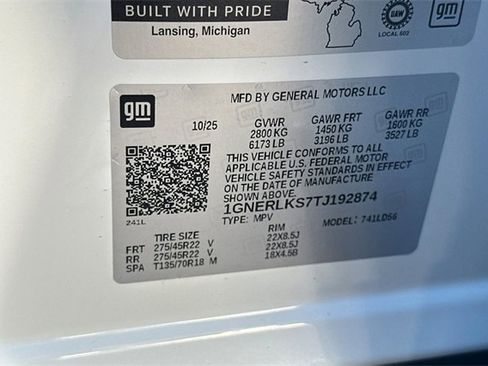 BUILT WITH PRIDE
Lansing, Michigan
UAW
LOCAL 602
gm
gm
MFD BY GENERAL MOTORS LLC
10/25 GVWR GAWR FRT GAWR RR
2800 KG 1450 KG 1600 KG
6173 LB 3196 LB 3527 LB
THIS VEHICLE CONFORMS TO ALL
APPLICABLE U.S. FEDERAL MOTOR
VEHICLE SAFETY STANDARDS IN EFFECT
ON THE DATE OF MANUFACTURE
SHOWN ABOVE.
1GNERLKS7TJ192874
241L
TYPE: MPV MODEL: 741LD56
TIRE SIZE RIM
FRT 275/45R22 V 22X8.5J
RR 275/45R22 V 22X8.5J
SPA T135/70R18 M 18X4.5B